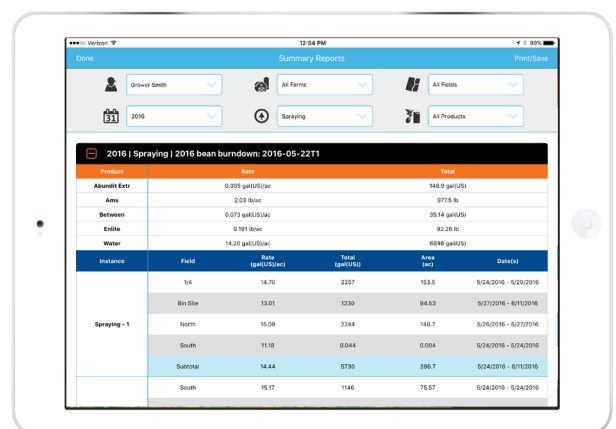 Verizon 12:54 PM 99%
Done Summary Reports Print/Save
Grower Smith All Farms All Fields
31 2016 Spraying All Products
2016 | Spraying | 2016 bean burndown: 2016-05-22T1
Product Rate Total
Abundit Extr 0.305 gal(US)/ac 146.9 gal(US)
Ams 2.03 lb/ac 977.5 lb
Between 0.073 gal(US)/ac 35.14 gal(US)
Enlite 0.191 lb/ac 92.26 lb
Water 14.20 gal(US)/ac 6846 gal(US)
Instance Field Rate (gal(US)/ac) Total (gal(US)) Area (ac) Date(s)
1/4 14.70 2257 153.5 5/24/2016 - 5/29/2016
Bin Site 13.01 1230 94.53 5/27/2016 - 6/11/2016
Spraying - 1 North 15.09 2244 148.7 5/26/2016 - 5/27/2016
South 11.18 0.044 0.004 5/24/2016 - 5/24/2016
Subtotal 14.44 5730 396.7 5/24/2016 - 6/11/2016
South 15.17 1146 75.57 5/24/2016 - 5/24/2016